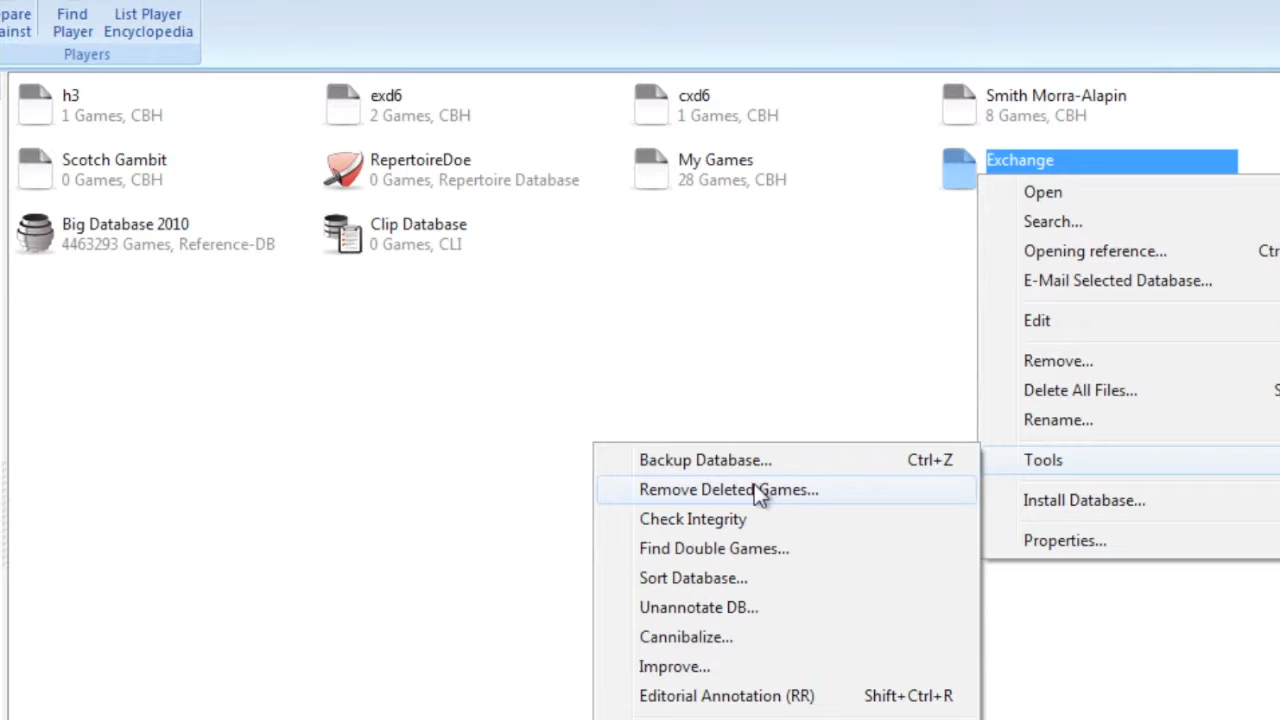 pare
ainst
Find
Player
List Player
Encyclopedia
Players
h3
1 Games, CBH
exd6
2 Games, CBH
cxd6
1 Games, CBH
Smith Morra-Alapin
8 Games, CBH
Scotch Gambit
0 Games, CBH
RepertoireDoe
0 Games, Repertoire Database
My Games
28 Games, CBH
Exchange
Big Database 2010
4463293 Games, Reference-DB
Clip Database
0 Games, CLI
Open
Search...
Opening reference... Ctr
E-Mail Selected Database...
Edit
Remove...
Delete All Files... S
Rename...
Tools
Install Database...
Properties...
Backup Database... Ctrl+Z
Remove Deleted Games...
Check Integrity
Find Double Games...
Sort Database...
Unannotate DB...
Cannibalize...
Improve...
Editorial Annotation (RR) Shift+Ctrl+R